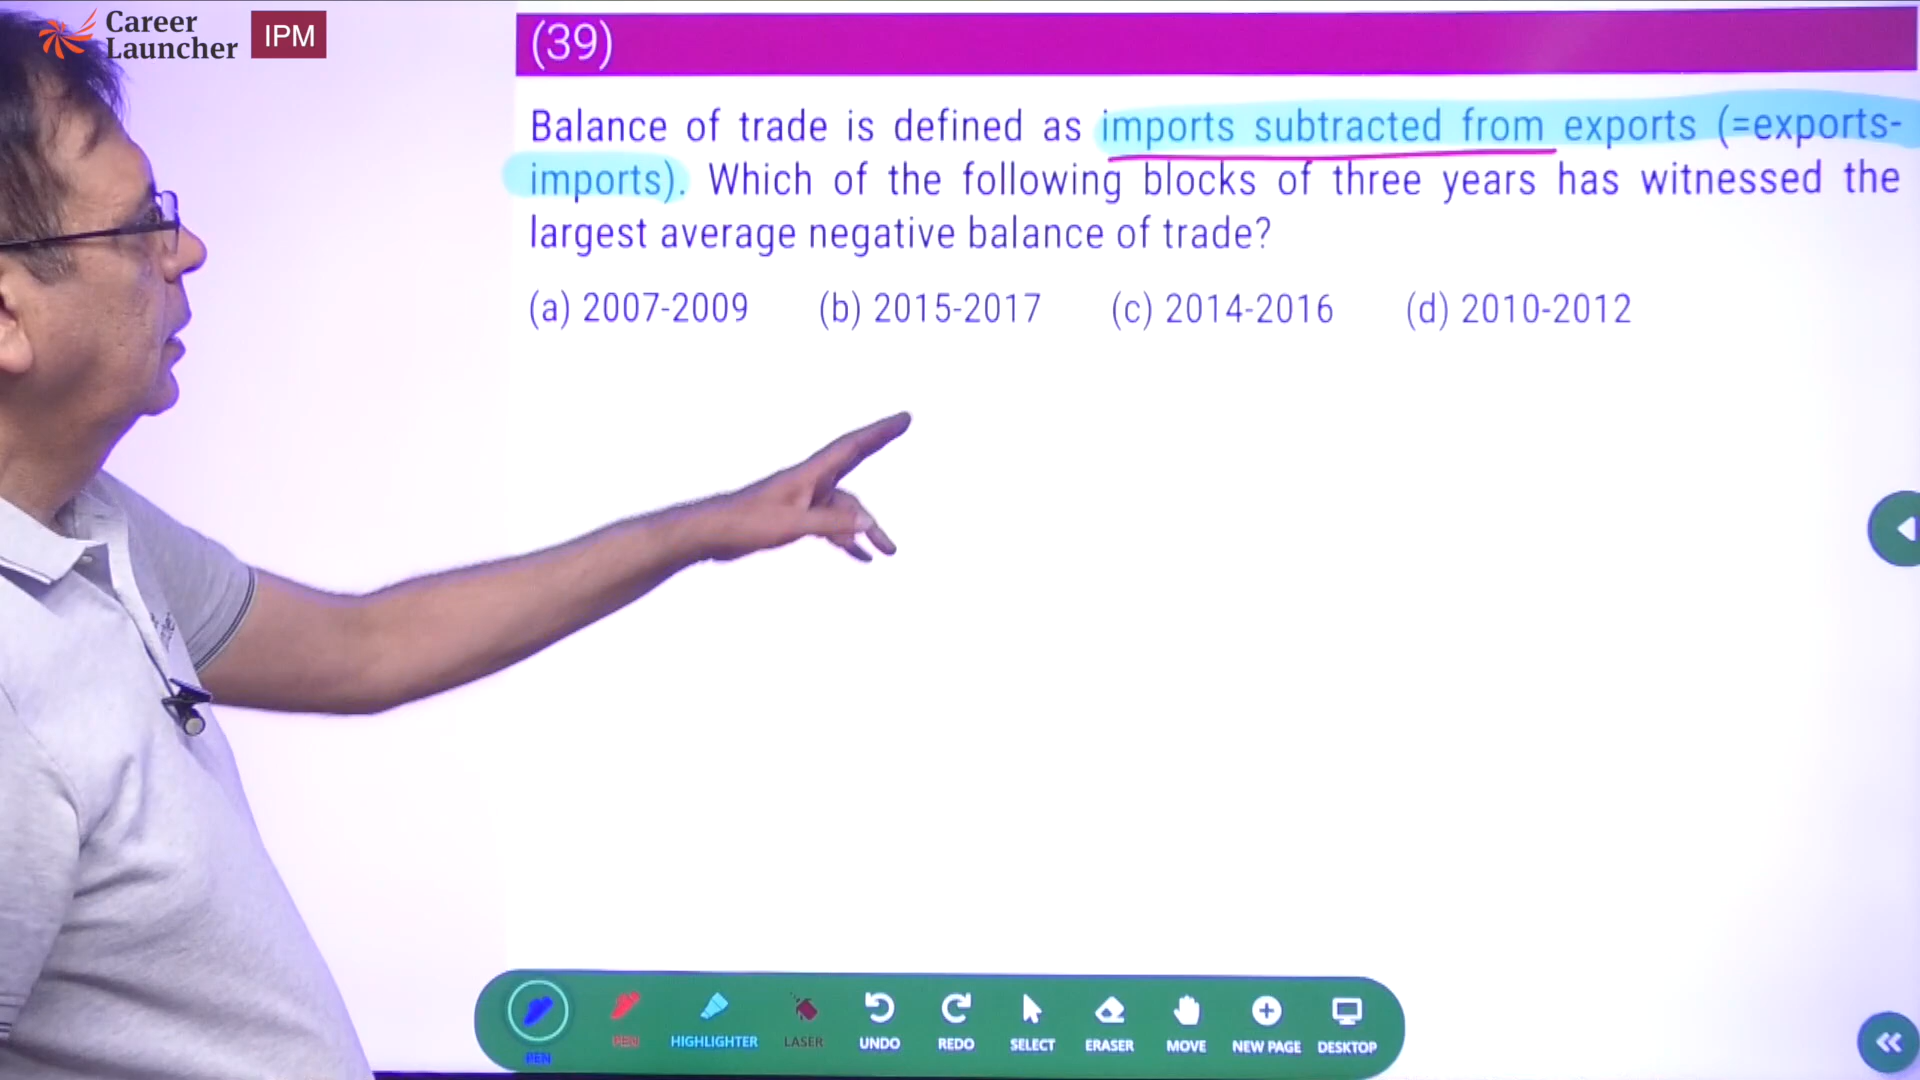 Career
Launcher
IPM
(39)
Balance of trade is defined as imports subtracted from exports (=exports-
imports). Which of the following blocks of three years has witnessed the
largest average negative balance of trade?
(a) 2007-2009 (b) 2015-2017 (c) 2014-2016 (d) 2010-2012
PEN PEN HIGHLIGHTER LASER UNDO REDO SELECT ERASER MOVE NEW PAGE DESKTOP